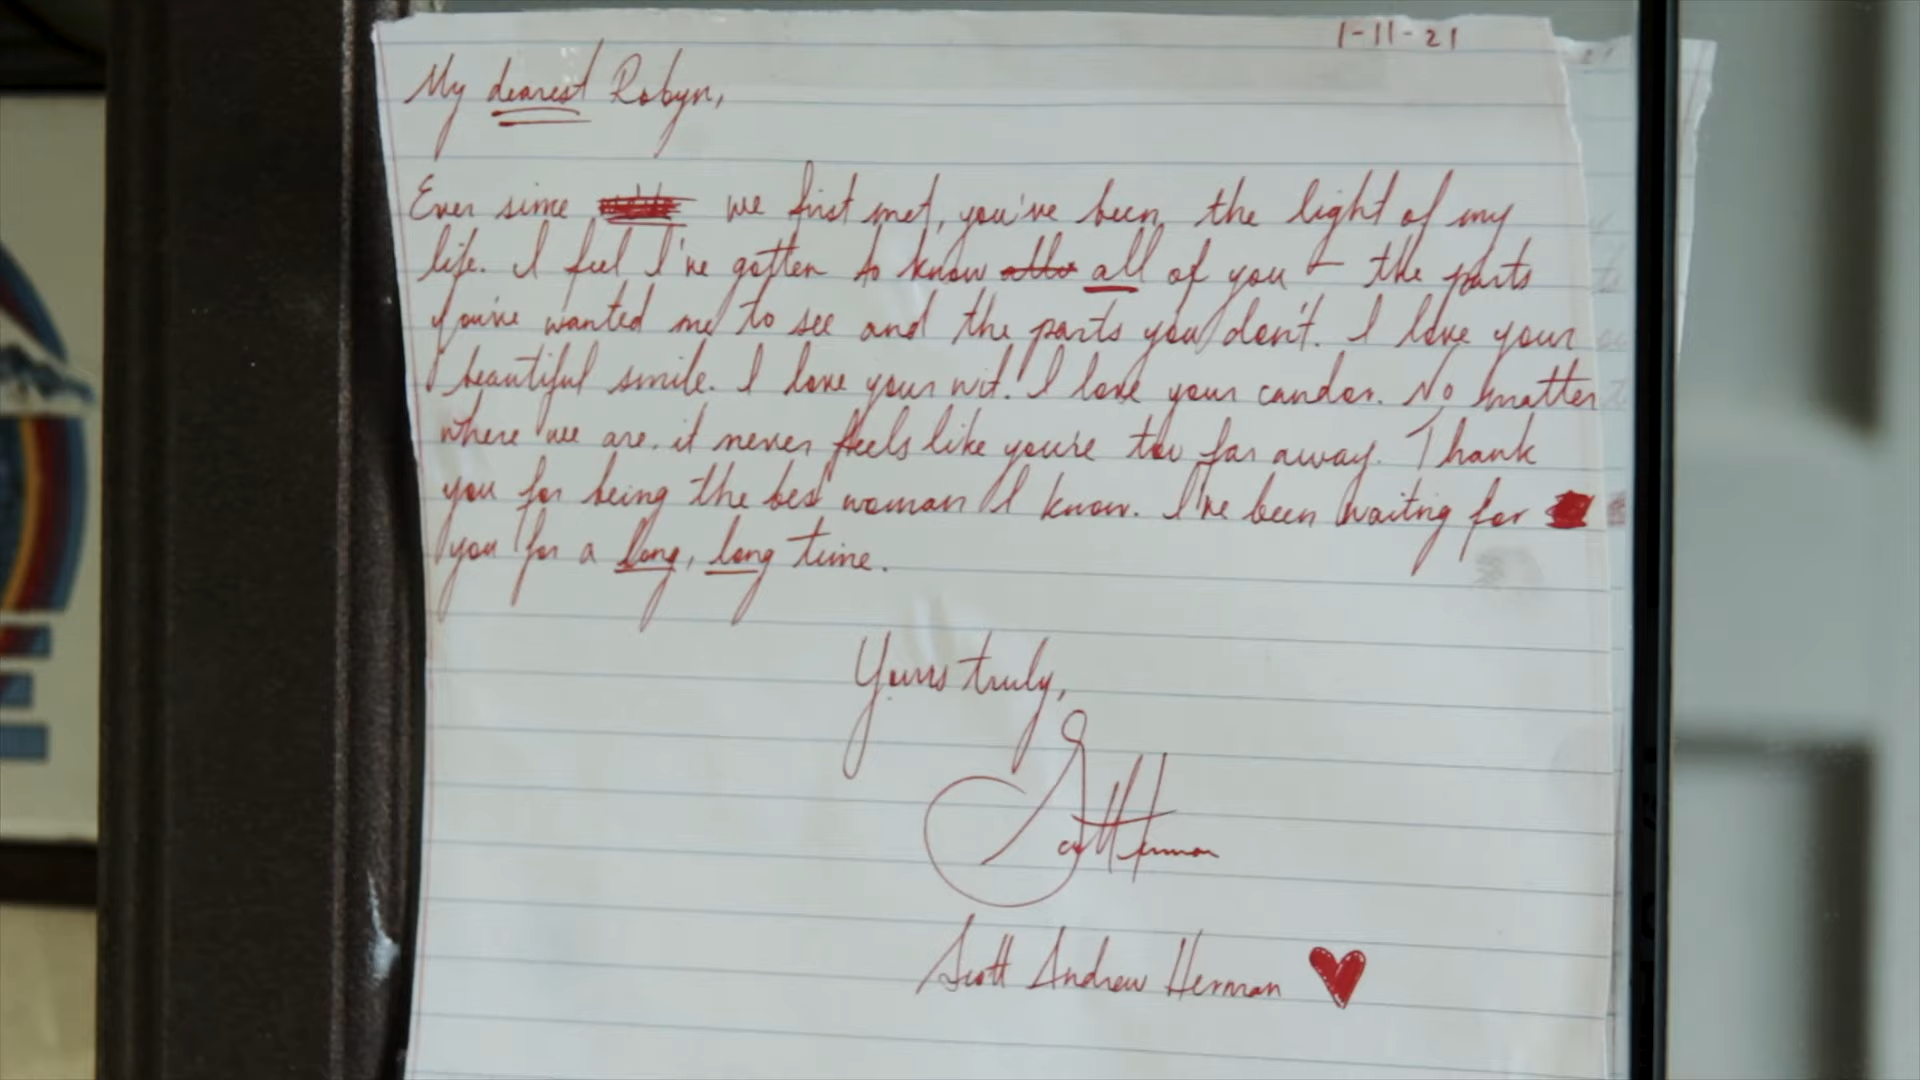 1-11-21
My dearest Robyn,
Ever since we first met, you've been the light of my
life. I feel I've gotten to know all of you - the parts
you've wanted me to see and the parts you don't. I love your
beautiful smile. I love your wit. I love your candor. No matter
where we are, it never feels like you're too far away. Thank
you for being the best woman I know. I've been waiting for
you for a long, long time.
Yours truly,
Scott Herman
Scott Andrew Herman